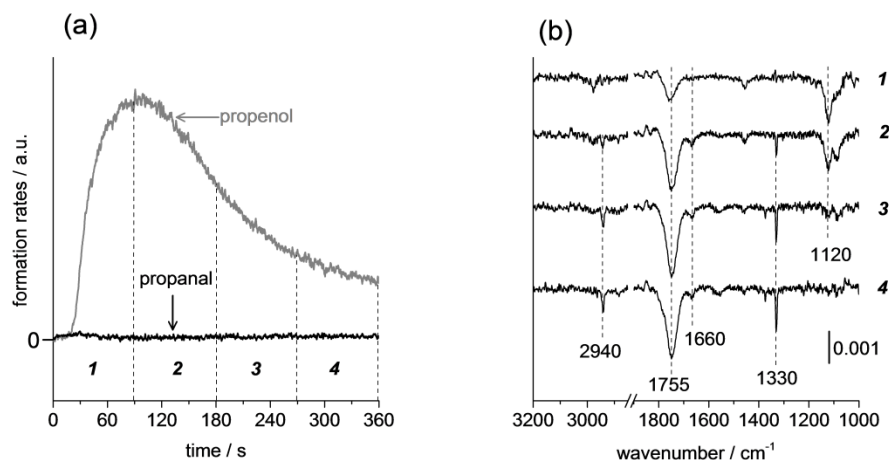 (a)
formation rates / a.u.
propenol
propanal
0
1 2 3 4
0 60 120 180 240 300 360
time / s
(b)
1
2
3
4
1120
0.001
2940
1660
1755
1330
3200 3000 1800 1600 1400 1200 1000
wavenumber / cm⁻¹